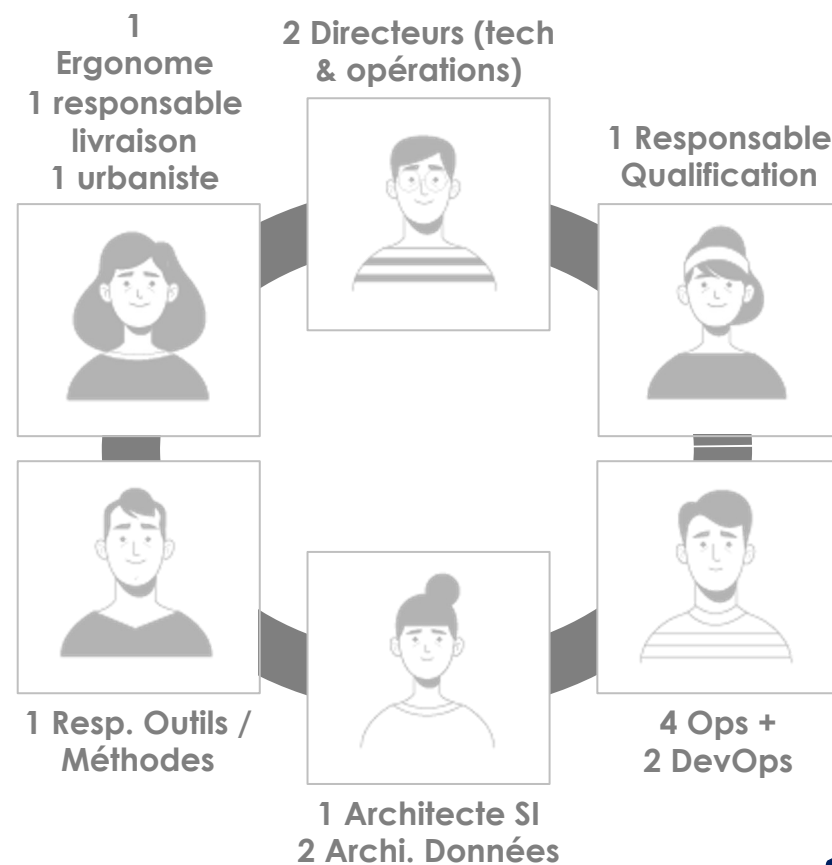 1
Ergonome
1 responsable
livraison
1 urbaniste
2 Directeurs (tech
& opérations)
1 Responsable
Qualification
1 Resp. Outils /
Méthodes
1 Architecte SI
2 Archi. Données
4 Ops +
2 DevOps